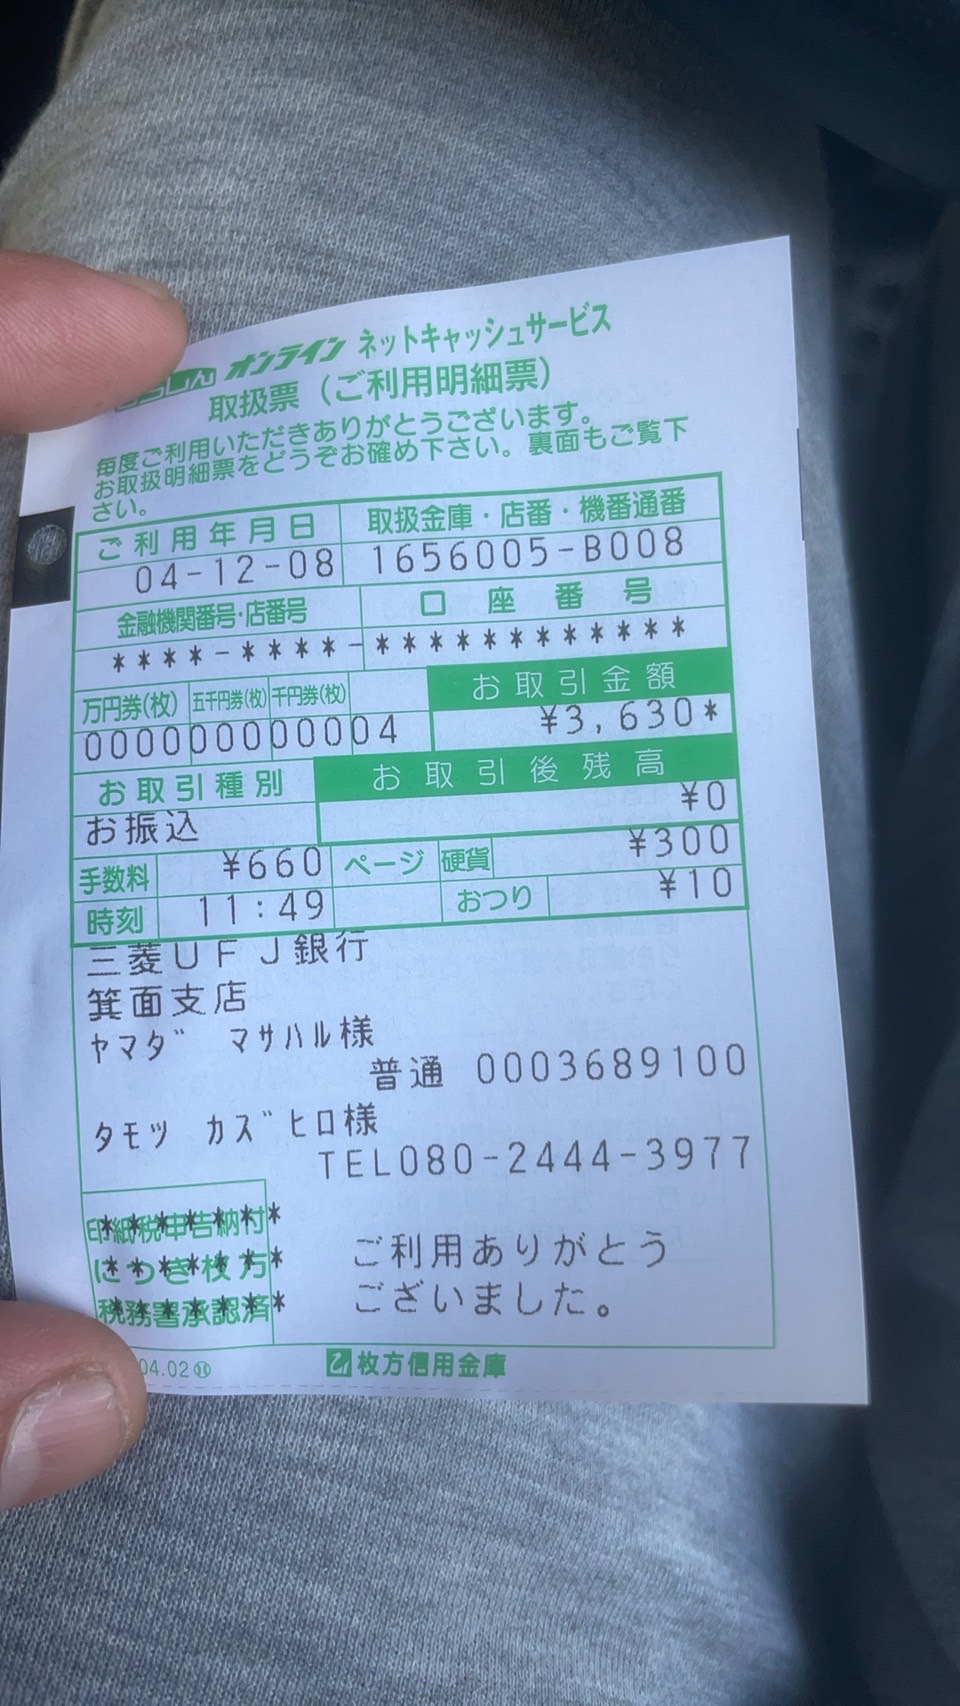 オンライン ネットキャッシュサービス
取扱票（ご利用明細票）
毎度ご利用いただきありがとうございます。
お取扱明細票をどうぞお確め下さい。裏面もご覧下
さい。
ご利用年月日 取扱金庫・店番・機番通番
04-12-08 1656005-B008
金融機関番号・店番号 口座番号
****-****-************
万円券(枚) 五千円券(枚) 千円券(枚) お取引金額
00000000000004 ¥3,630*
お取引種別 お取引後残高
お振込 ¥0
手数料 ¥660 ページ 硬貨 ¥300
時刻 11:49 おつり ¥10
三菱UFJ銀行
箕面支店
ヤマダ マサハル様
普通 0003689100
タモツ カズヒロ様
TEL080-2444-3977
印紙税申告納付
につき枚方
税務署承認済
ご利用ありがとう
ございました。
04.02⑪
枚方信用金庫